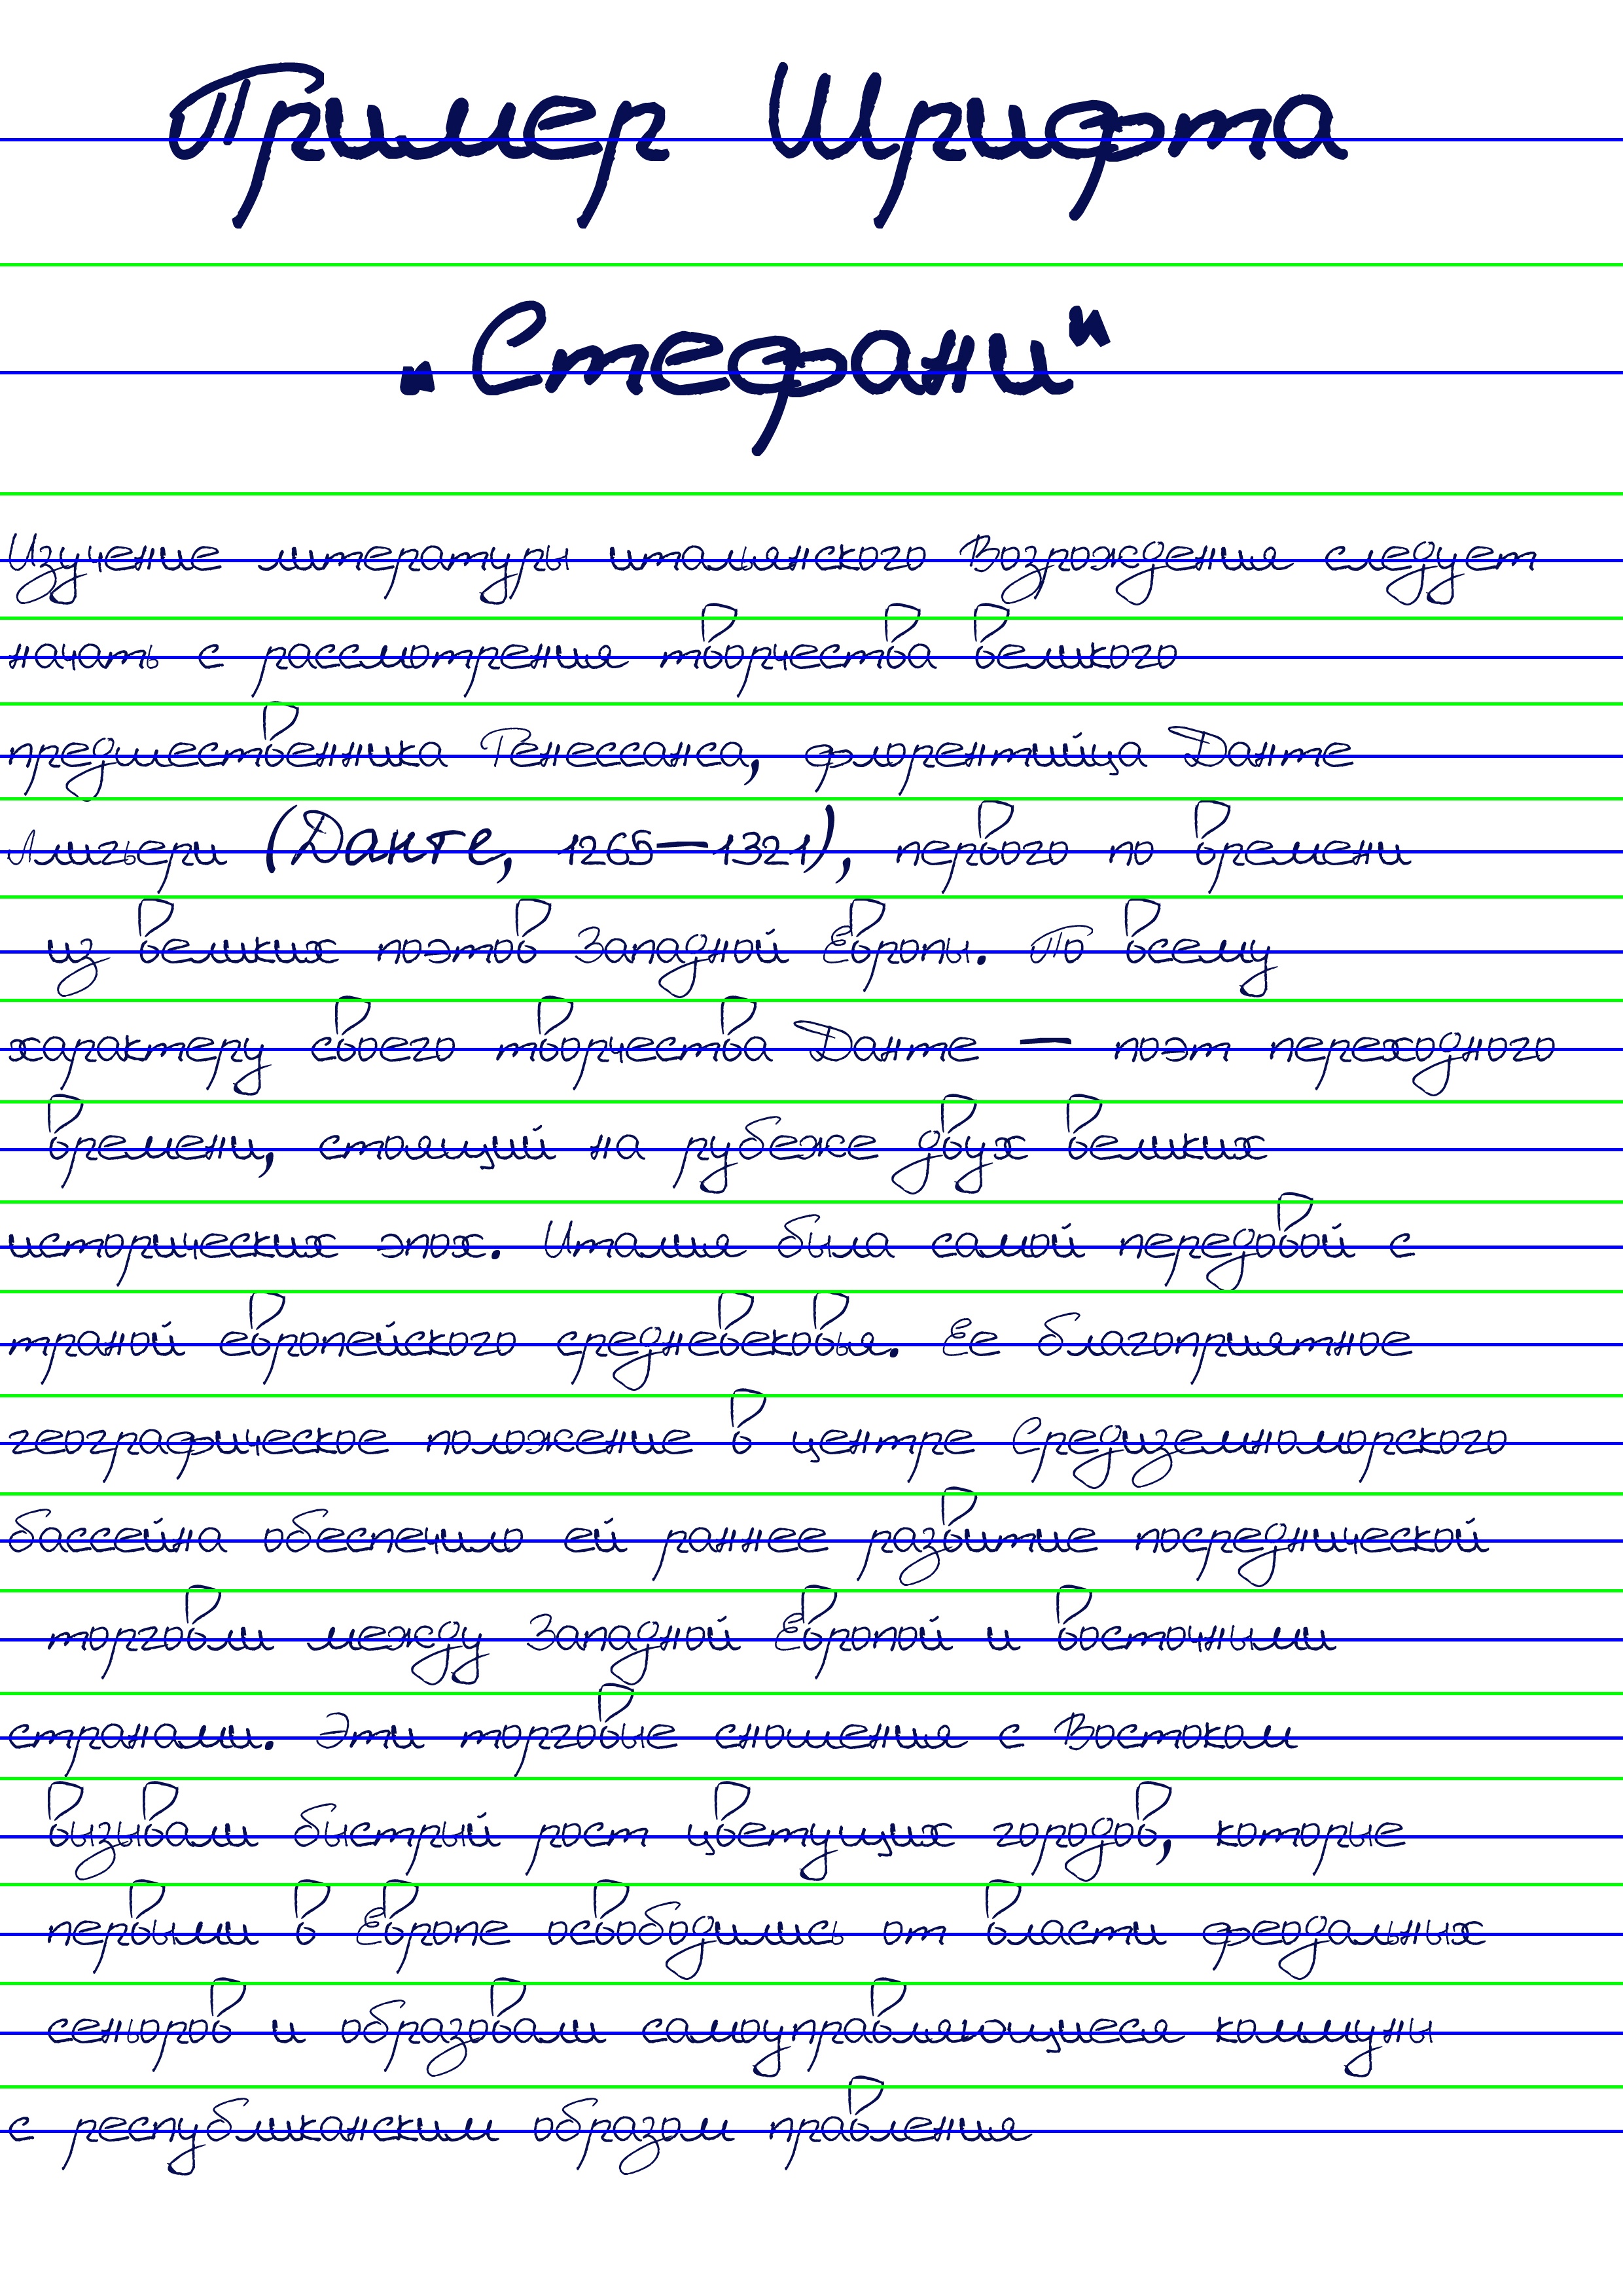 Пример Шрифта
„Стефани"
Изучение литературы итальянского Возрождения следует
начать с рассмотрения творчества великого
предшественника Ренессанса, флорентийца Данте
Алигьери (Данте, 1265—1321), первого по времени
из великих поэтов Западной Европы. По всему
характеру своего творчества Данте — поэт переходного
времени, стоящий на рубеже двух великих
исторических эпох. Италия была самой передовой с
траной европейского средневековья. Ее благоприятное
географическое положение в центре Средиземноморского
бассейна обеспечило ей раннее развитие посреднической
торговли между Западной Европой и восточными
странами. Эти торговые сношения с Востоком
вызывали быстрый рост цветущих городов, которые
первыми в Европе освободились от власти феодальных
сеньоров и образовали самоуправляющиеся коммуны
с республиканским образом правления